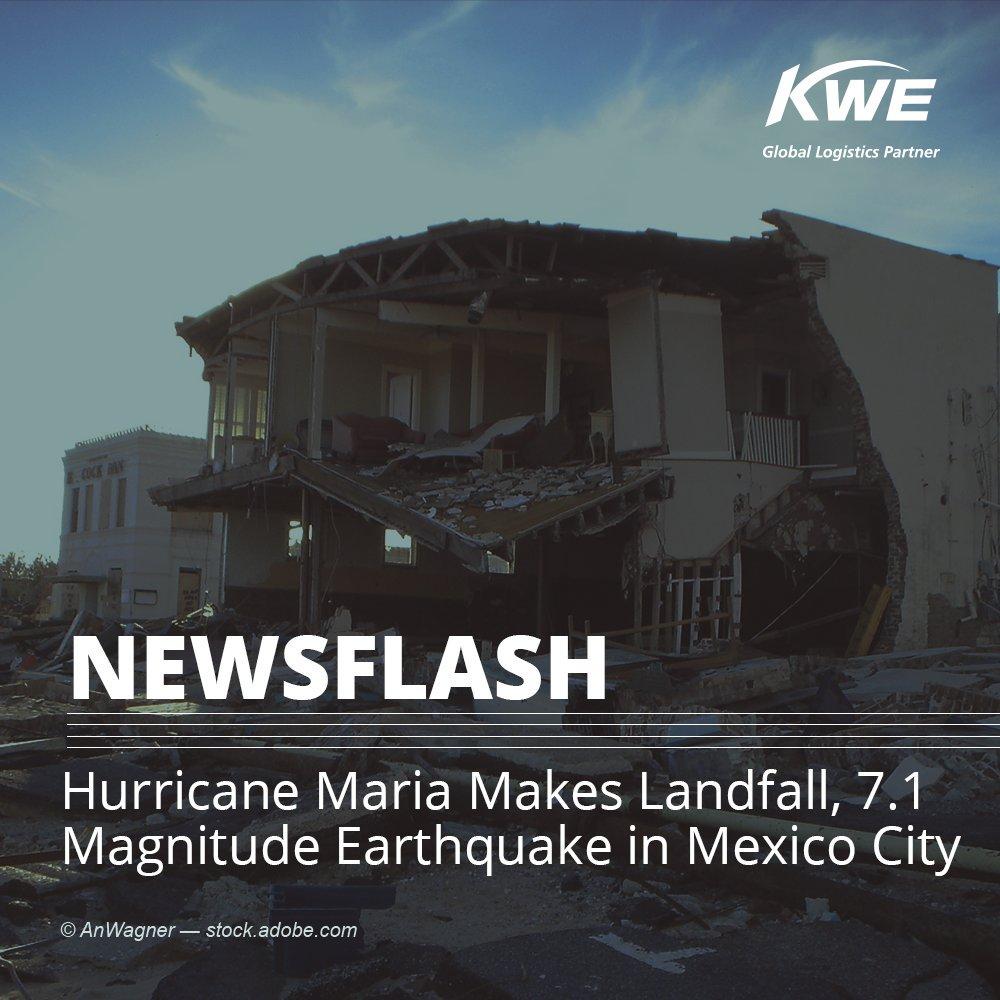 KWE
Global Logistics Partner
NEWSFLASH
Hurricane Maria Makes Landfall, 7.1
Magnitude Earthquake in Mexico City
© AnWagner — stock.adobe.com